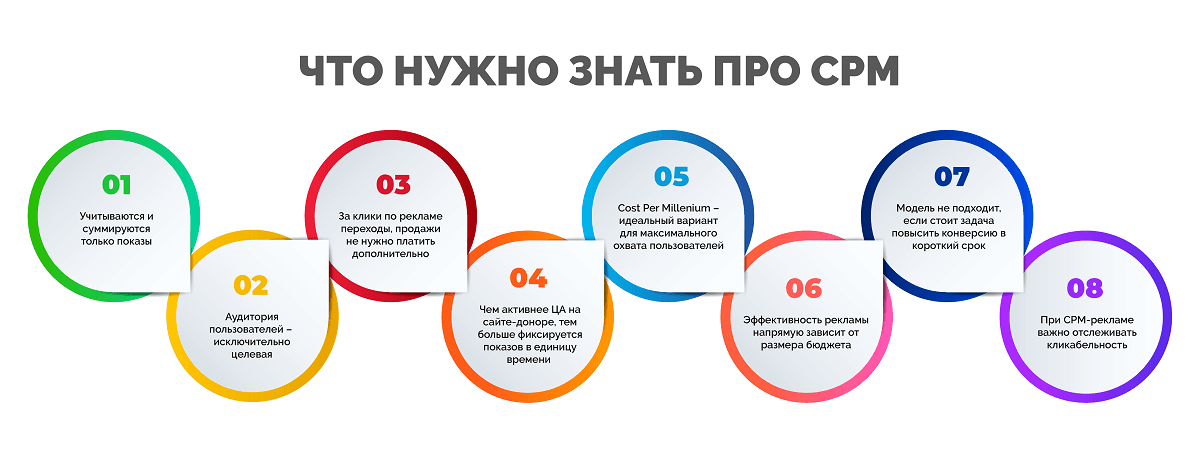 ЧТО НУЖНО ЗНАТЬ ПРО CPM
01
Учитываются и
суммируются
только показы
02
Аудитория
пользователей –
исключительно
целевая
03
За клики по рекламе
переходы, продажи
не нужно платить
дополнительно
04
Чем активнее ЦА на
сайте-доноре, тем
больше фиксируется
показов в единицу
времени
05
Cost Per Millenium –
идеальный вариант
для максимального
охвата пользователей
06
Эффективность рекламы
напрямую зависит от
размера бюджета
07
Модель не подходит,
если стоит задача
повысить конверсию в
короткий срок
08
При CPM-рекламе
важно отслеживать
кликабельность